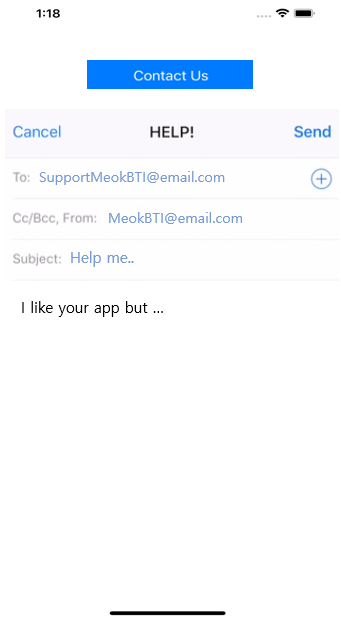 1:18
Contact Us
Cancel HELP! Send
To: SupportMeokBTI@email.com
Cc/Bcc, From: MeokBTI@email.com
Subject: Help me..
I like your app but ...